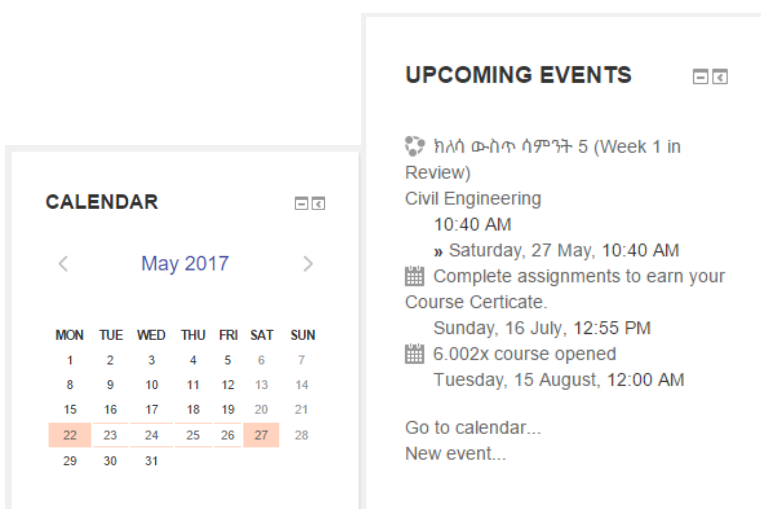 CALENDAR
May 2017
MON TUE WED THU FRI SAT SUN
1 2 3 4 5 6 7
8 9 10 11 12 13 14
15 16 17 18 19 20 21
22 23 24 25 26 27 28
29 30 31
UPCOMING EVENTS
ክለሳ ውስጥ ሳምንት 5 (Week 1 in
Review)
Civil Engineering
10:40 AM
» Saturday, 27 May, 10:40 AM
Complete assignments to earn your
Course Certicate.
Sunday, 16 July, 12:55 PM
6.002x course opened
Tuesday, 15 August, 12:00 AM
Go to calendar...
New event...